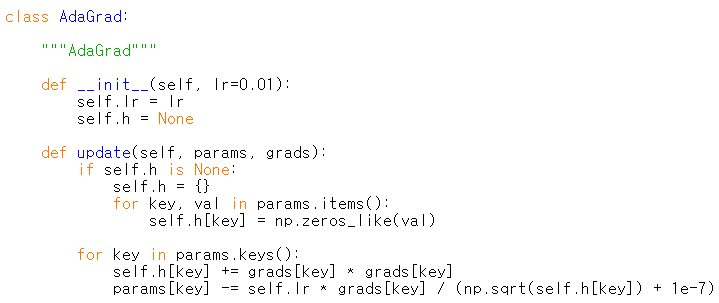 class AdaGrad:
    """AdaGrad"""
    def __init__(self, lr=0.01):
        self.lr = lr
        self.h = None
    def update(self, params, grads):
        if self.h is None:
            self.h = {}
            for key, val in params.items():
                self.h[key] = np.zeros_like(val)
        for key in params.keys():
            self.h[key] += grads[key] * grads[key]
            params[key] -= self.lr * grads[key] / (np.sqrt(self.h[key]) + 1e-7)